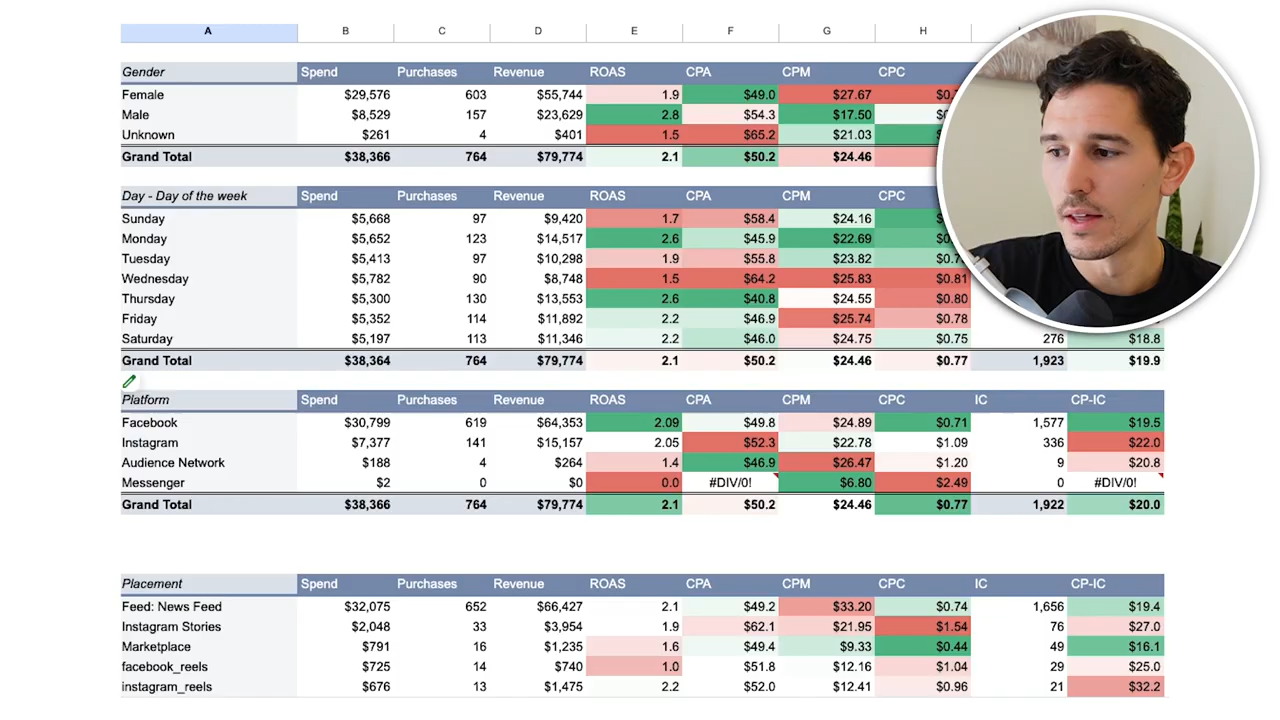 A B C D E F G H
Gender Spend Purchases Revenue ROAS CPA CPM CPC
Female $29,576 603 $55,744 1.9 $49.0 $27.67
Male $8,529 157 $23,629 2.8 $54.3 $17.50
Unknown $261 4 $401 1.5 $65.2 $21.03
Grand Total $38,366 764 $79,774 2.1 $50.2 $24.46
Day - Day of the week Spend Purchases Revenue ROAS CPA CPM CPC
Sunday $5,668 97 $9,420 1.7 $58.4 $24.16
Monday $5,652 123 $14,517 2.6 $45.9 $22.69
Tuesday $5,413 97 $10,298 1.9 $55.8 $23.82
Wednesday $5,782 90 $8,748 1.5 $64.2 $25.83 $0.81
Thursday $5,300 130 $13,553 2.6 $40.8 $24.55 $0.80
Friday $5,352 114 $11,892 2.2 $46.9 $25.74 $0.78
Saturday $5,197 113 $11,346 2.2 $46.0 $24.75 $0.75 276 $18.8
Grand Total $38,364 764 $79,774 2.1 $50.2 $24.46 $0.77 1,923 $19.9
Platform Spend Purchases Revenue ROAS CPA CPM CPC IC CP-IC
Facebook $30,799 619 $64,353 2.09 $49.8 $24.89 $0.71 1,577 $19.5
Instagram $7,377 141 $15,157 2.05 $52.3 $22.78 $1.09 336 $22.0
Audience Network $188 4 $264 1.4 $46.9 $26.47 $1.20 9 $20.8
Messenger $2 0 $0 0.0 #DIV/0! $6.80 $2.49 0 #DIV/0!
Grand Total $38,366 764 $79,774 2.1 $50.2 $24.46 $0.77 1,922 $20.0
Placement Spend Purchases Revenue ROAS CPA CPM CPC IC CP-IC
Feed: News Feed $32,075 652 $66,427 2.1 $49.2 $33.20 $0.74 1,656 $19.4
Instagram Stories $2,048 33 $3,954 1.9 $62.1 $21.95 $1.54 76 $27.0
Marketplace $791 16 $1,235 1.6 $49.4 $9.33 $0.44 49 $16.1
facebook_reels $725 14 $740 1.0 $51.8 $12.16 $1.04 29 $25.0
instagram_reels $676 13 $1,475 2.2 $52.0 $12.41 $0.96 21 $32.2